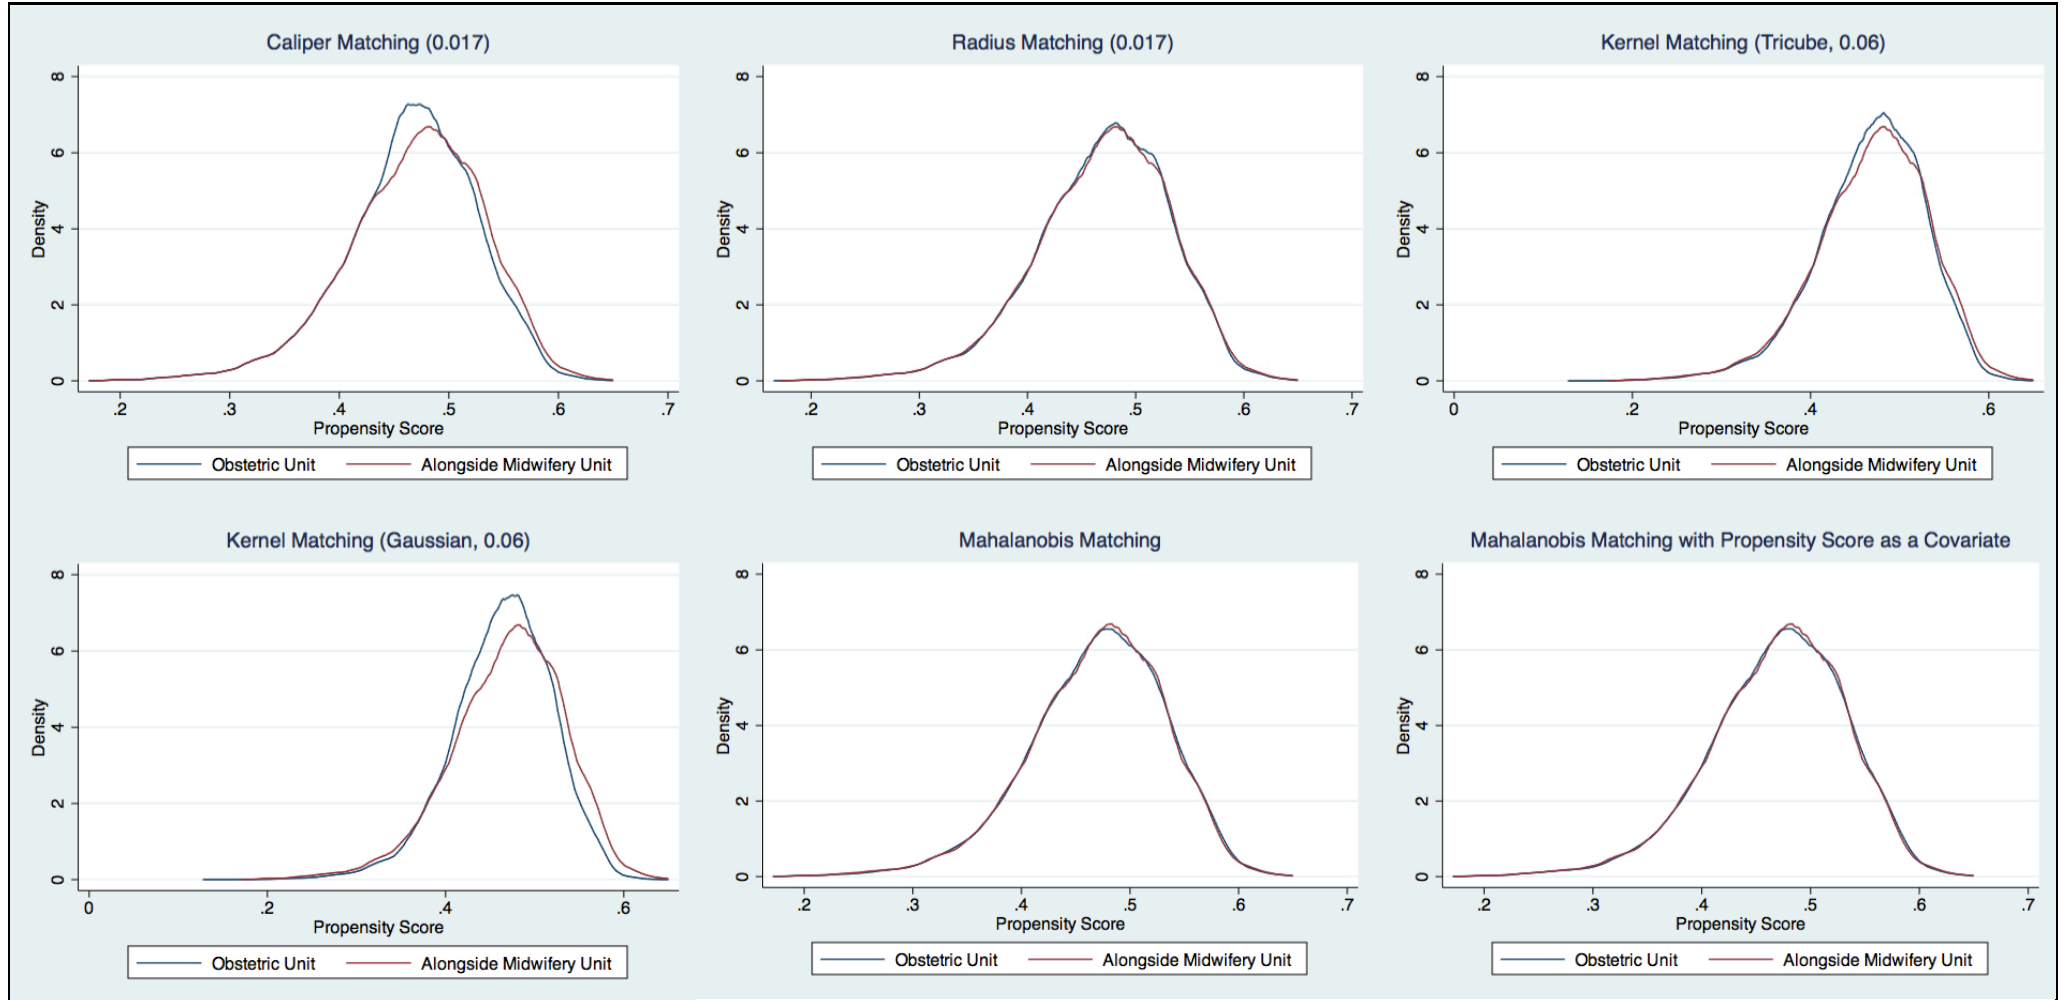 Caliper Matching (0.017)
8
6
4
2
0
Density
.2 .3 .4 .5 .6 .7
Propensity Score
Obstetric Unit Alongside Midwifery Unit
Radius Matching (0.017)
8
6
4
2
0
Density
.2 .3 .4 .5 .6 .7
Propensity Score
Obstetric Unit Alongside Midwifery Unit
Kernel Matching (Tricube, 0.06)
8
6
4
2
0
Density
0 .2 .4 .6
Propensity Score
Obstetric Unit Alongside Midwifery Unit
Kernel Matching (Gaussian, 0.06)
8
6
4
2
0
Density
0 .2 .4 .6
Propensity Score
Obstetric Unit Alongside Midwifery Unit
Mahalanobis Matching
8
6
4
2
0
Density
.2 .3 .4 .5 .6 .7
Propensity Score
Obstetric Unit Alongside Midwifery Unit
Mahalanobis Matching with Propensity Score as a Covariate
8
6
4
2
0
Density
.2 .3 .4 .5 .6 .7
Propensity Score
Obstetric Unit Alongside Midwifery Unit